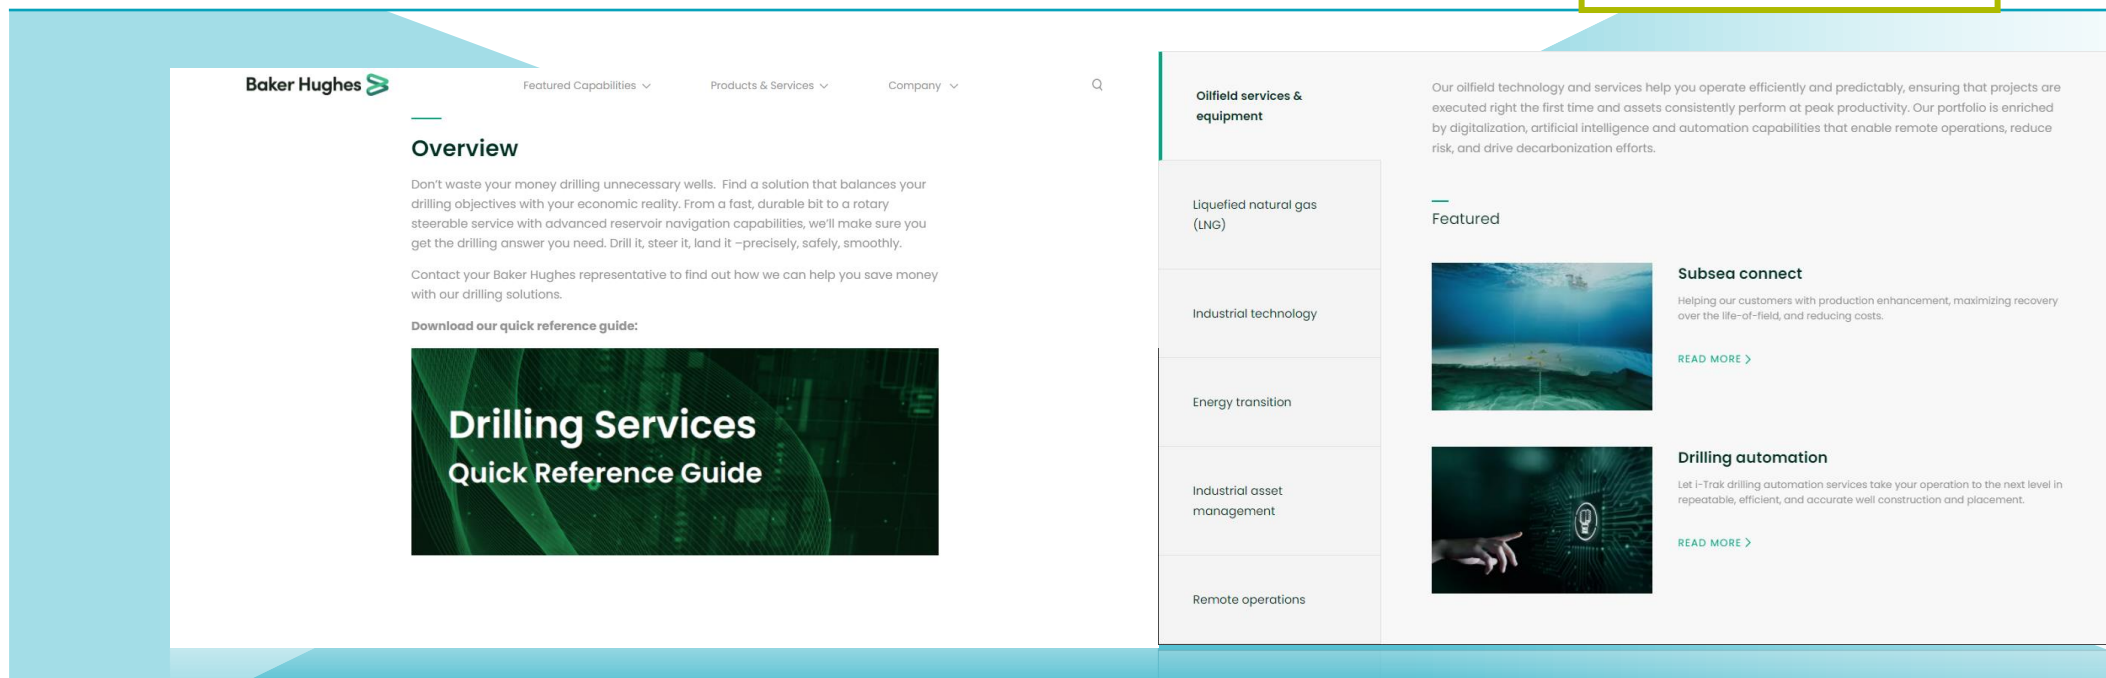 Baker Hughes
Featured Capabilities
Products & Services
Company
Overview
Don't waste your money drilling unnecessary wells. Find a solution that balances your
drilling objectives with your economic reality. From a fast, durable bit to a rotary
steerable service with advanced reservoir navigation capabilities, we'll make sure you
get the drilling answer you need. Drill it, steer it, land it –precisely, safely, smoothly.
Contact your Baker Hughes representative to find out how we can help you save money
with our drilling solutions.
Download our quick reference guide:
Drilling Services
Quick Reference Guide
Oilfield services &
equipment
Liquefied natural gas
(LNG)
Industrial technology
Energy transition
Industrial asset
management
Remote operations
Our oilfield technology and services help you operate efficiently and predictably, ensuring that projects are
executed right the first time and assets consistently perform at peak productivity. Our portfolio is enriched
by digitalization, artificial intelligence and automation capabilities that enable remote operations, reduce
risk, and drive decarbonization efforts.
Featured
Subsea connect
Helping our customers with production enhancement, maximizing recovery
over the life-of-field, and reducing costs.
READ MORE
Drilling automation
Let i-Trak drilling automation services take your operation to the next level in
repeatable, efficient, and accurate well construction and placement.
READ MORE